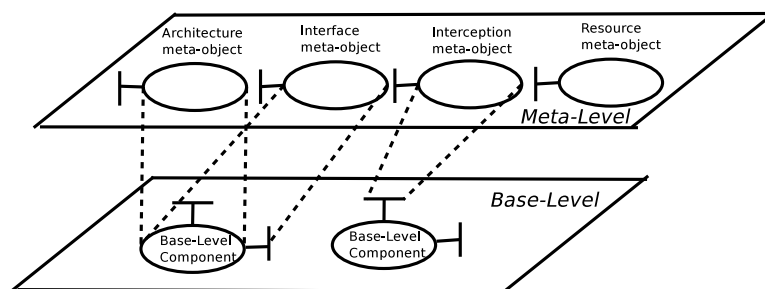 Architecture
meta-object
Interface
meta-object
Interception
meta-object
Resource
meta-object
Meta-Level
Base-Level
Base-Level
Component
Base-Level
Component